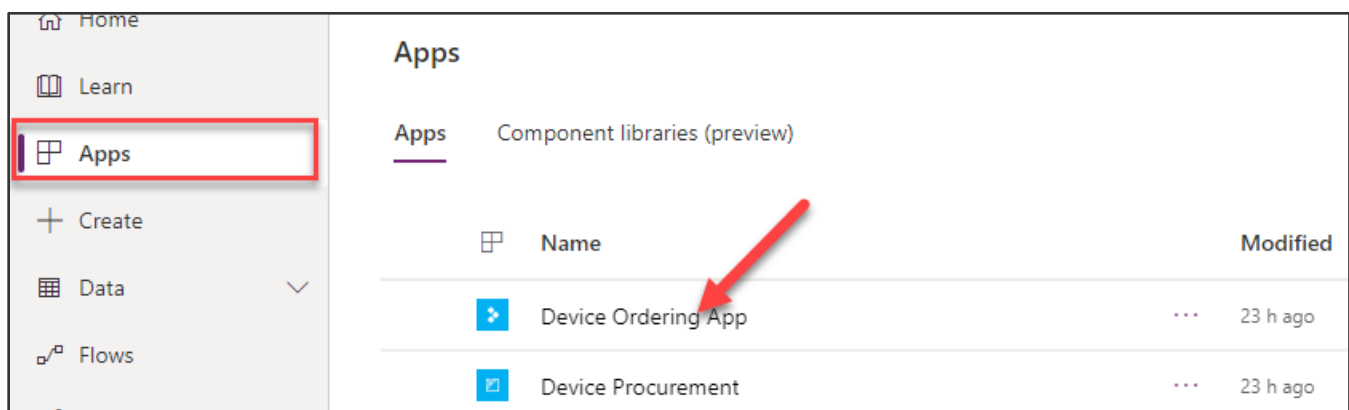 Home
Learn
Apps
Create
Data
Flows
Apps
Apps Component libraries (preview)
Name Modified
Device Ordering App ... 23 h ago
Device Procurement ... 23 h ago